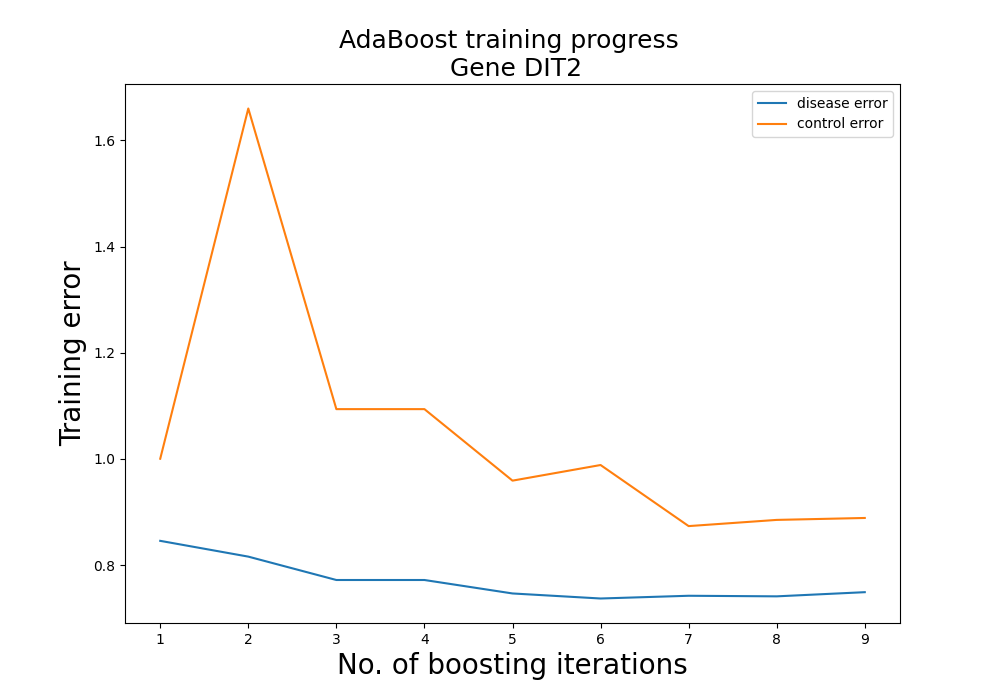 AdaBoost training progress
Gene DIT2
disease error
control error
Training error
1.6
1.4
1.2
1.0
0.8
1 2 3 4 5 6 7 8 9
No. of boosting iterations